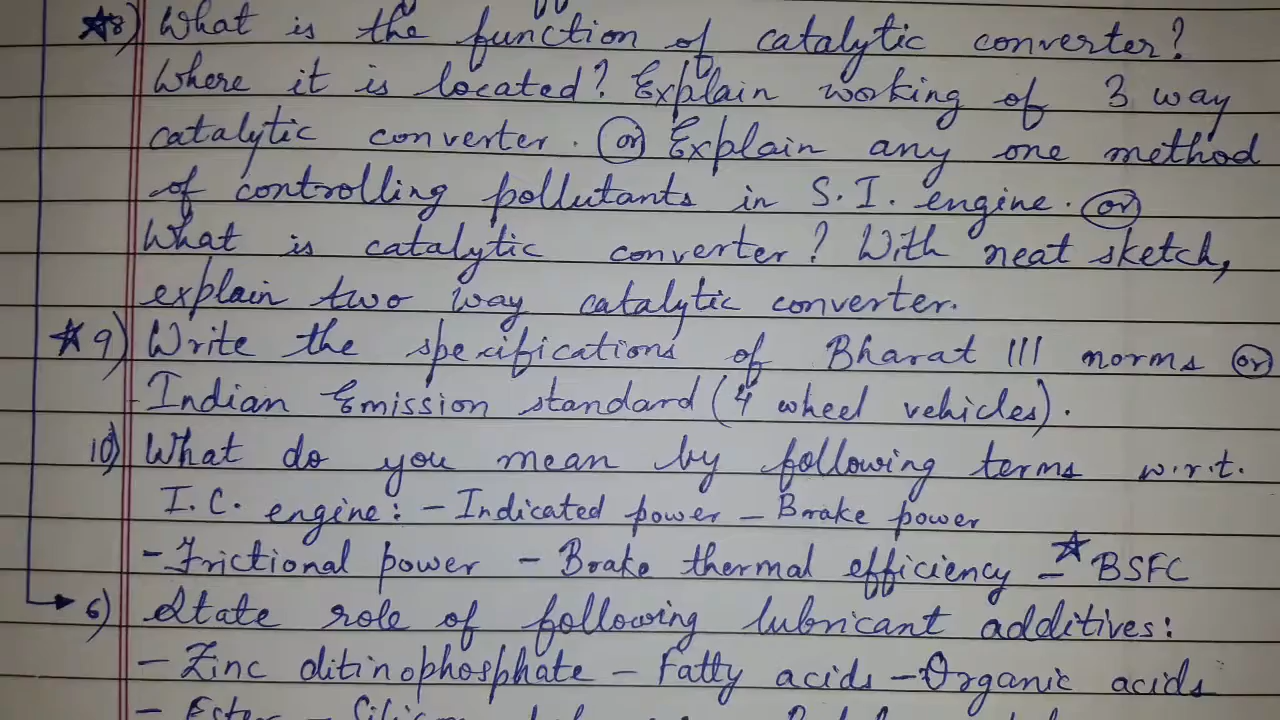 ★8) What is the function of catalytic converter?
Where it is located? Explain working of 3 way
catalytic converter. (or) Explain any one method
of controlling pollutants in S.I. engine. (or)
What is catalytic converter? With neat sketch,
explain two way catalytic converter.
★9) Write the specifications of Bharat III norms (or)
Indian Emission standard (4 wheel vehicles).
10) What do you mean by following terms w.r.t.
I.C. engine: - Indicated power - Brake power
- Frictional power - Brake thermal efficiency - ★ BSFC
6) State role of following lubricant additives:
- Zinc ditinophosphate - Fatty acids - Organic acids